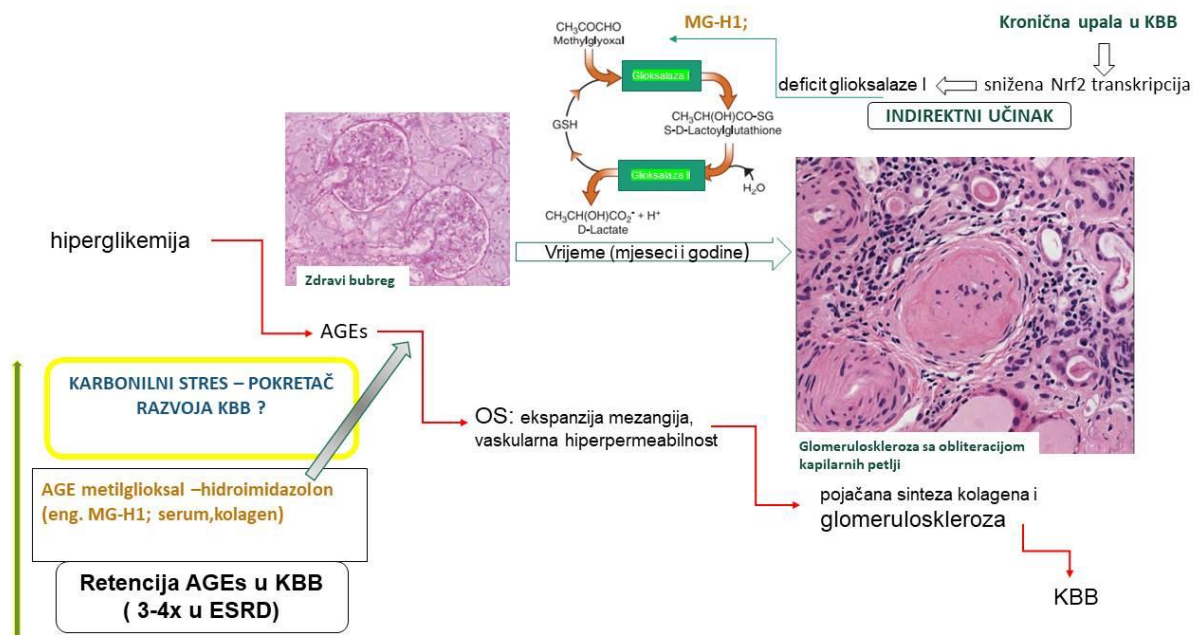 CH₃COCHO
Methylglyoxal
MG-H1;
Kronična upala u KBB
Glioksalaza I
deficit glioksalaze I
snižena Nrf2 transkripcija
INDIREKTNI UČINAK
GSH
CH₃CH(OH)CO-SG
S-D-Lactoylglutathione
Glioksalaza II
H₂O
CH₃CH(OH)CO₂⁻ + H⁺
D-Lactate
hiperglikemija
Vrijeme (mjeseci i godine)
Zdravi bubreg
AGEs
KARBONILNI STRES – POKRETAČ
RAZVOJA KBB ?
OS: ekspanzija mezangija,
vaskularna hiperpermeabilnost
Glomeruloskleroza sa obliteracijom
kapilarnih petlji
AGE metilglioksal –hidroimidazolon
(eng. MG-H1; serum,kolagen)
pojačana sinteza kolagena i
glomeruloskleroza
Retencija AGEs u KBB
( 3-4x u ESRD)
KBB